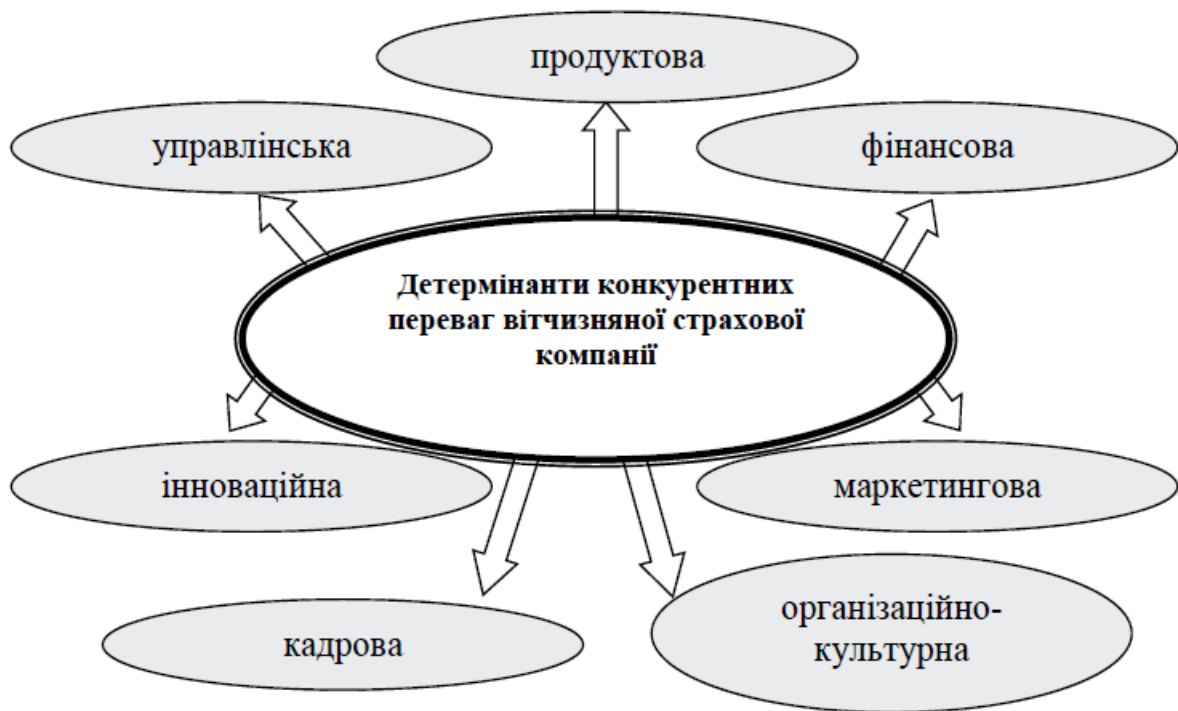 продуктова
управлінська
фінансова
Детермінанти конкурентних
переваг вітчизняної страхової
компанії
інноваційна
маркетингова
кадрова
організаційно-
культурна